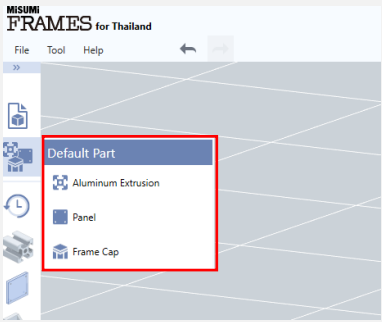 MiSUMi
FRAMES for Thailand
File Tool Help
»
Default Part
Aluminum Extrusion
Panel
Frame Cap